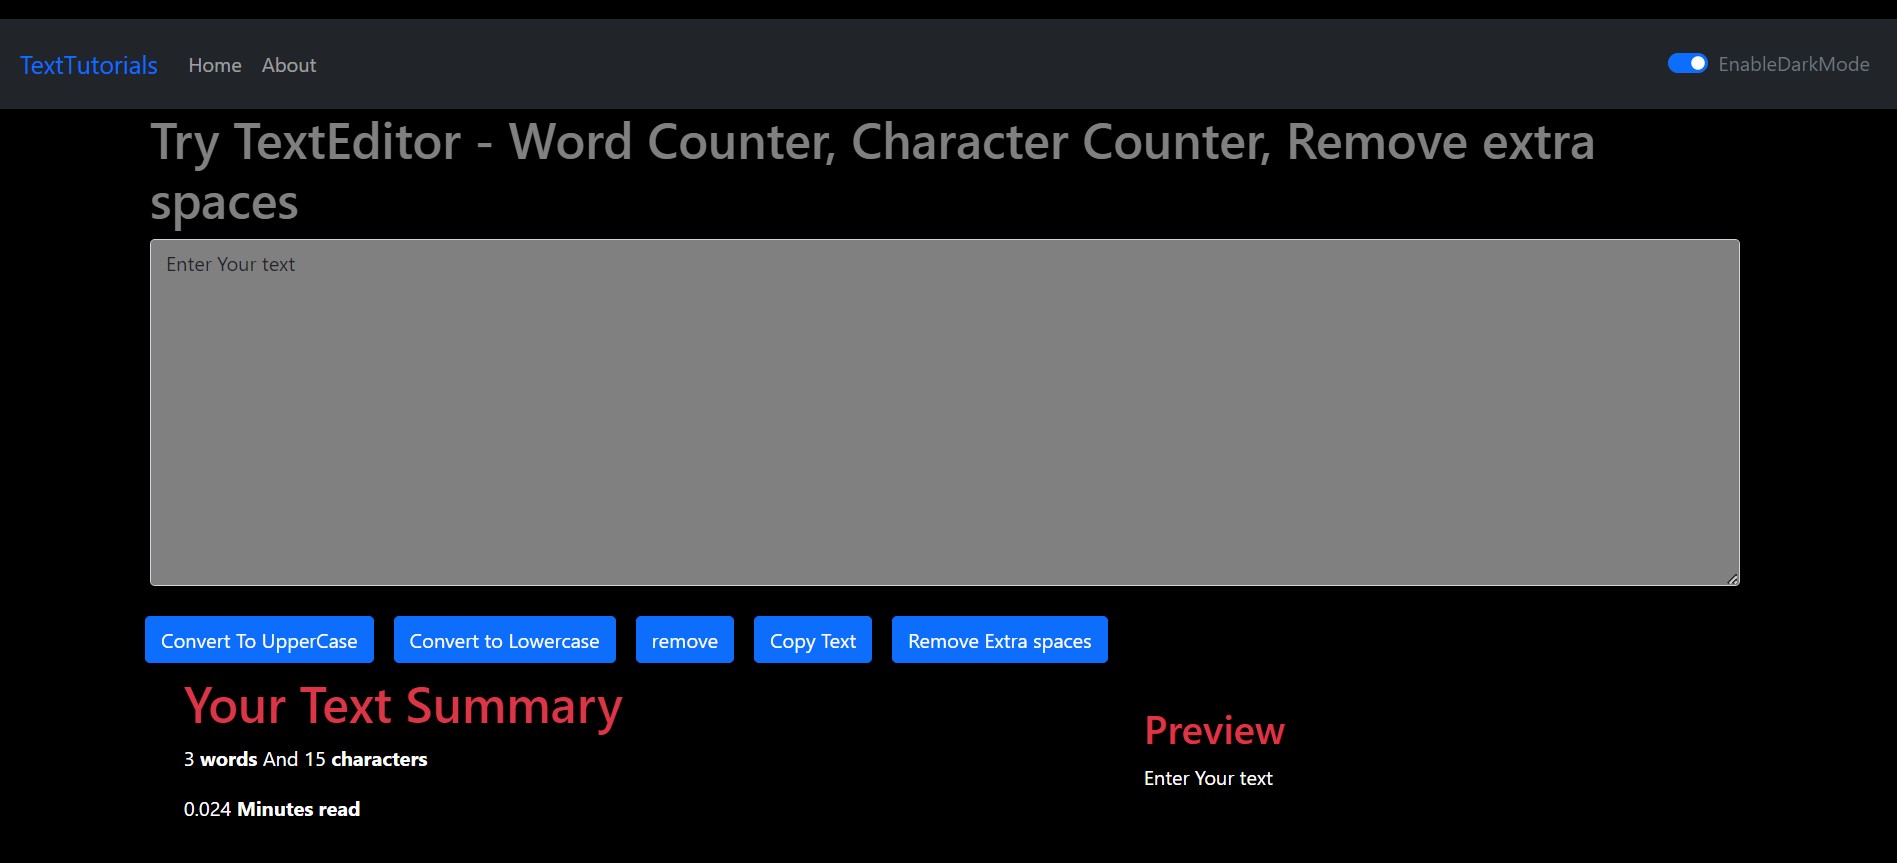 TextTutorials Home About EnableDarkMode
Try TextEditor - Word Counter, Character Counter, Remove extra
spaces
Enter Your text
Convert To UpperCase Convert to Lowercase remove Copy Text Remove Extra spaces
Your Text Summary
3 words And 15 characters
0.024 Minutes read
Preview
Enter Your text